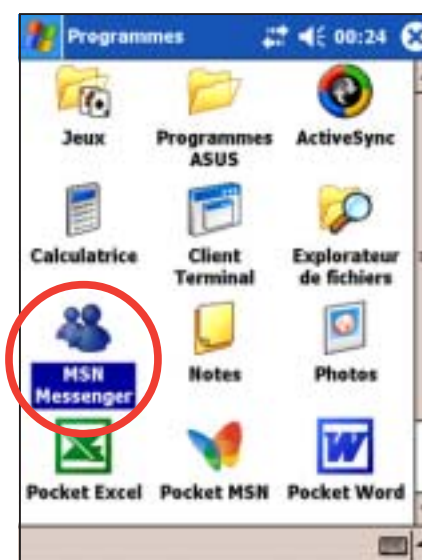 Programmes 00:24
Jeux
Programmes
ASUS
ActiveSync
Calculatrice
Client
Terminal
Explorateur
de fichiers
MSN
Messenger
Notes
Photos
Pocket Excel
Pocket MSN
Pocket Word